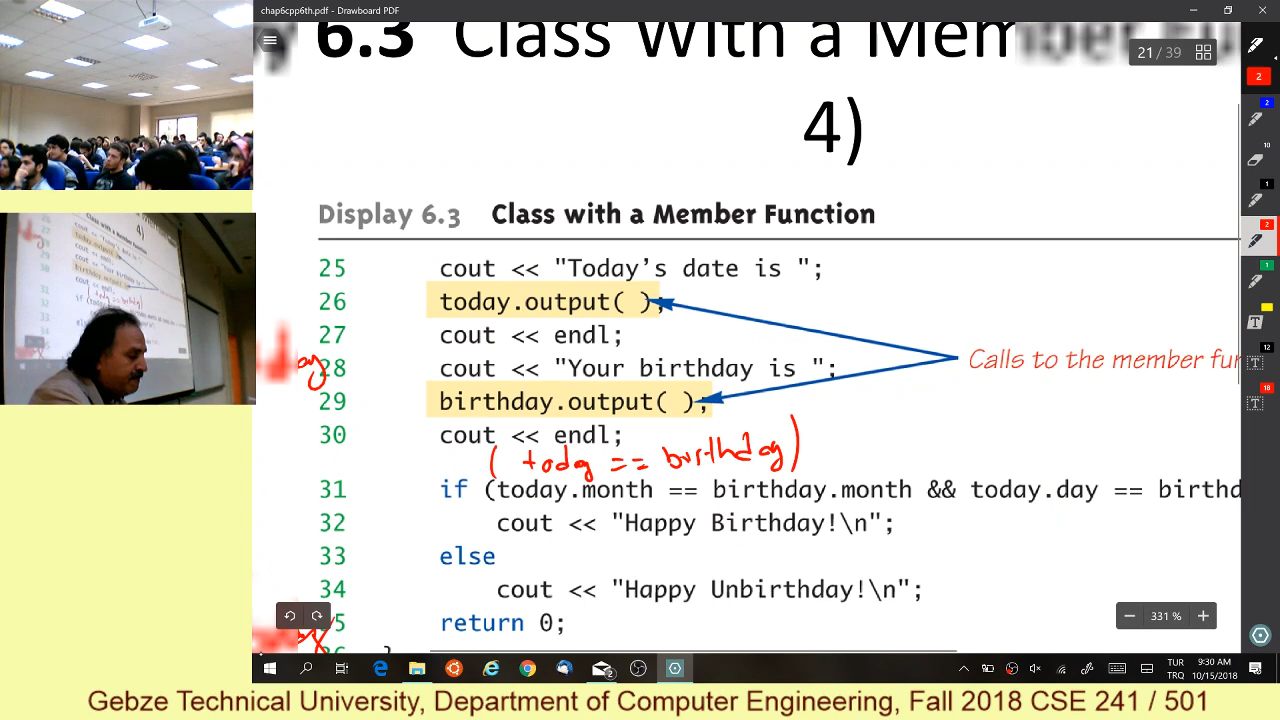 chap6cpp6th.pdf - Drawboard PDF
6.3 Class With a Mem
21 / 39
4)
Display 6.3 Class with a Member Function
25 cout << "Today's date is ";
26 today.output( );
27 cout << endl;
28 cout << "Your birthday is ";
Calls to the member fu
29 birthday.output( );
30 cout << endl;
( today == birthday)
31 if (today.month == birthday.month && today.day == birthd
32 cout << "Happy Birthday!\n";
33 else
34 cout << "Happy Unbirthday!\n";
35 return 0;
331 %
TUR
TRQ
9:30 AM
10/15/2018
Gebze Technical University, Department of Computer Engineering, Fall 2018 CSE 241 / 501